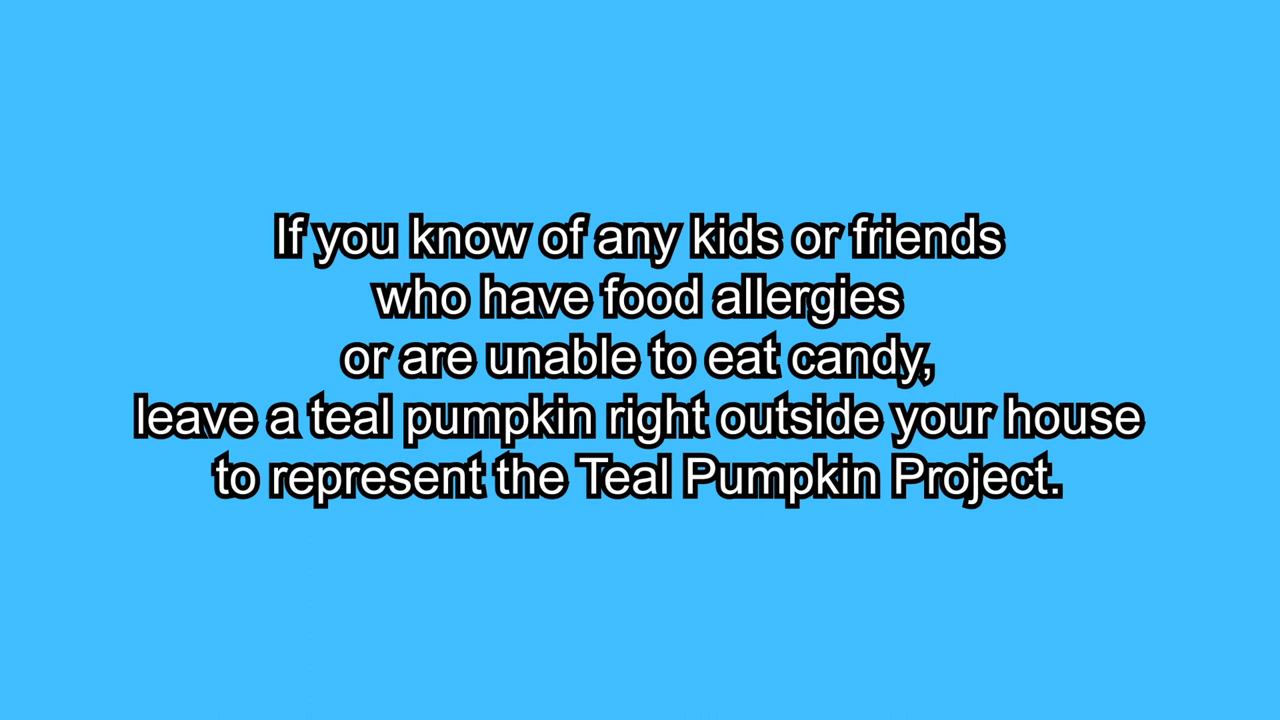 If you know of any kids or friends
who have food allergies
or are unable to eat candy,
leave a teal pumpkin right outside your house
to represent the Teal Pumpkin Project.